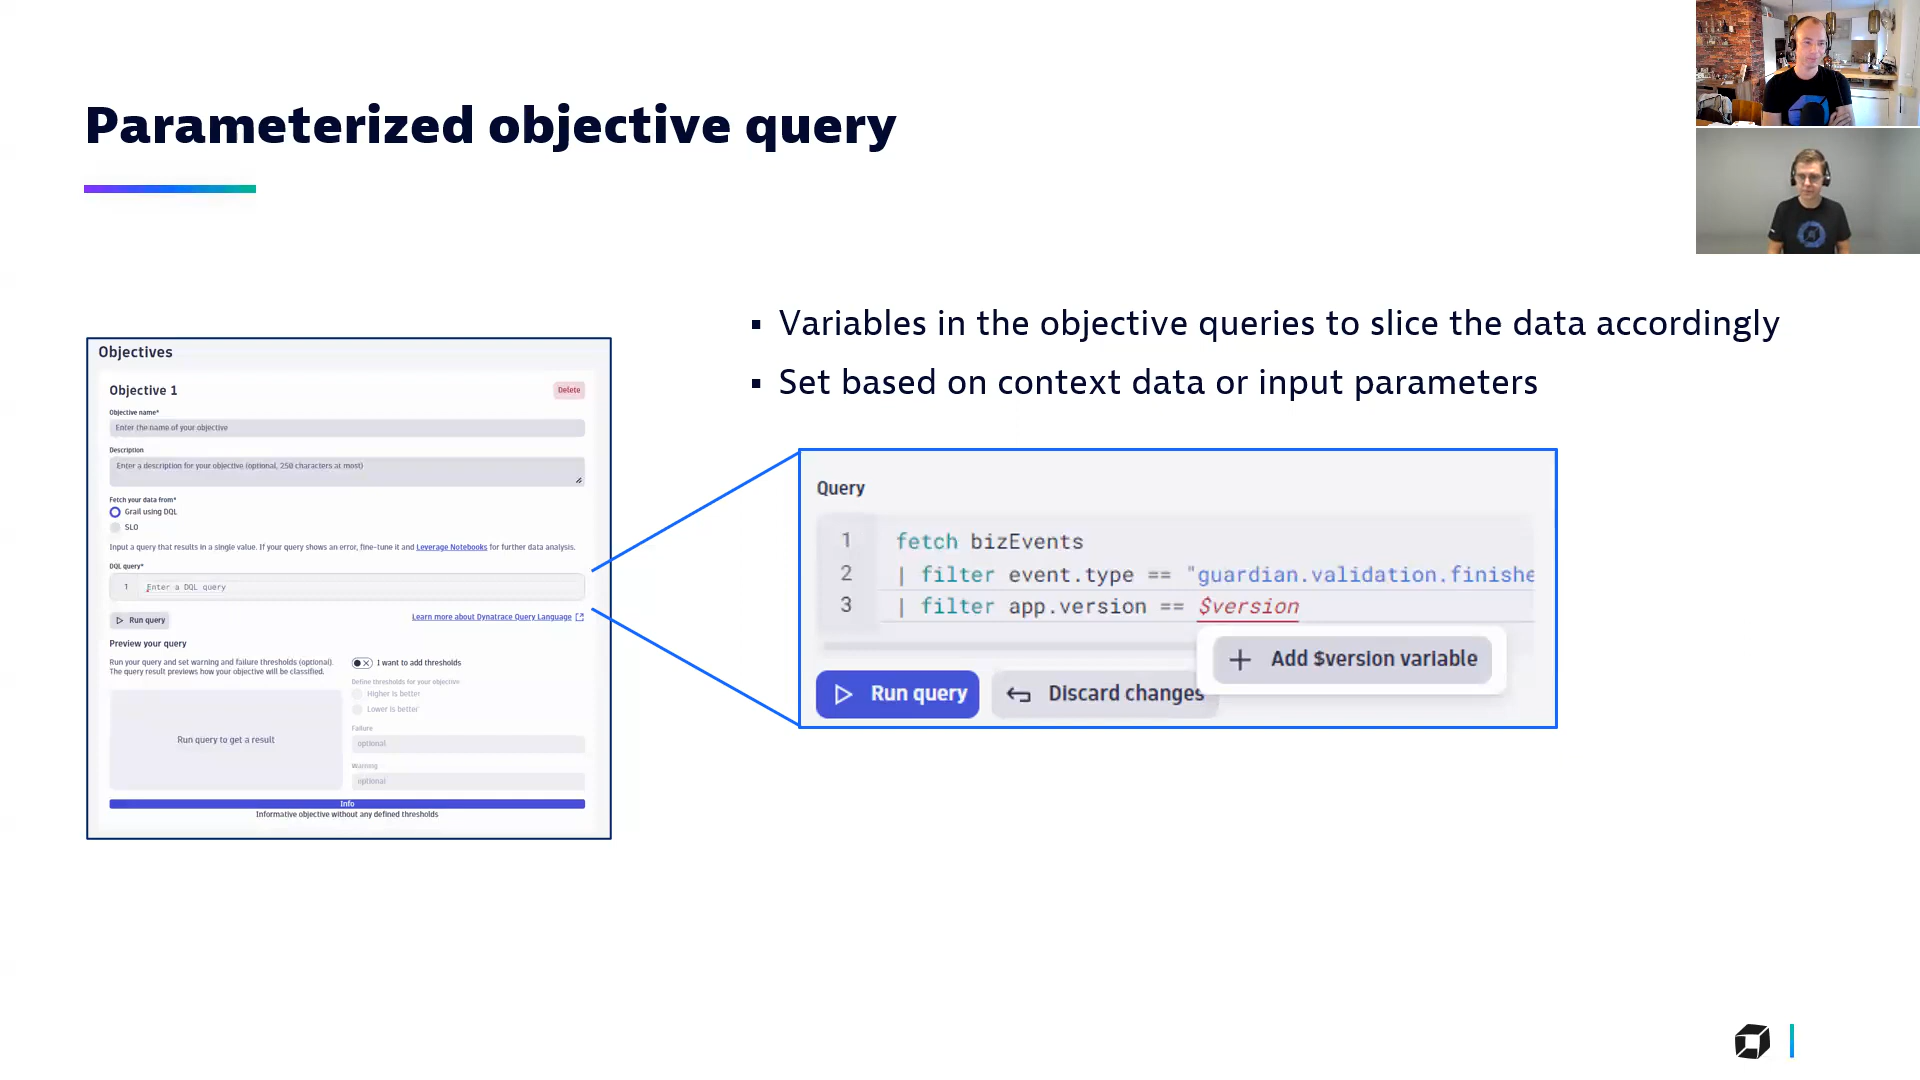 Parameterized objective query
▪ Variables in the objective queries to slice the data accordingly
▪ Set based on context data or input parameters
Objectives
Objective 1
Delete
Objective name*
Enter the name of your objective
Description
Enter a description for your objective (optional, 250 characters at most)
Fetch your data from*
Grail using DQL
SLO
Input a query that results in a single value. If your query shows an error, fine-tune it and Leverage Notebooks for further data analysis.
DQL query*
1 Enter a DQL query
Run query
Learn more about Dynatrace Query Language
Preview your query
Run your query and set warning and failure thresholds (optional).
The query result previews how your objective will be classified.
Run query to get a result
I want to add thresholds
Define thresholds for your objective
Higher is better
Lower is better
Failure
optional
Warning
optional
Info
Informative objective without any defined thresholds
Query
1 fetch bizEvents
2 | filter event.type == "guardian.validation.finishe
3 | filter app.version == $version
Add $version variable
Run query
Discard changes